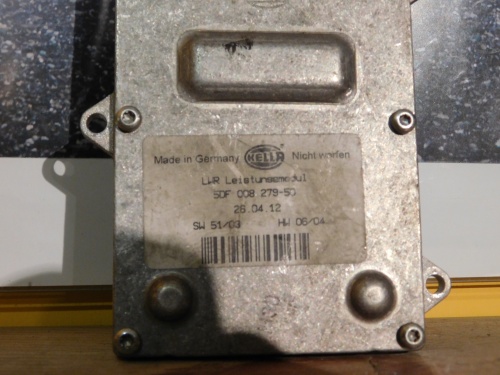 Made in Germany HELLA Nicht werfen
LWR Leistungsmodul
5DF 008 279-50
26.04.12
SW 51/03 HW 06/04